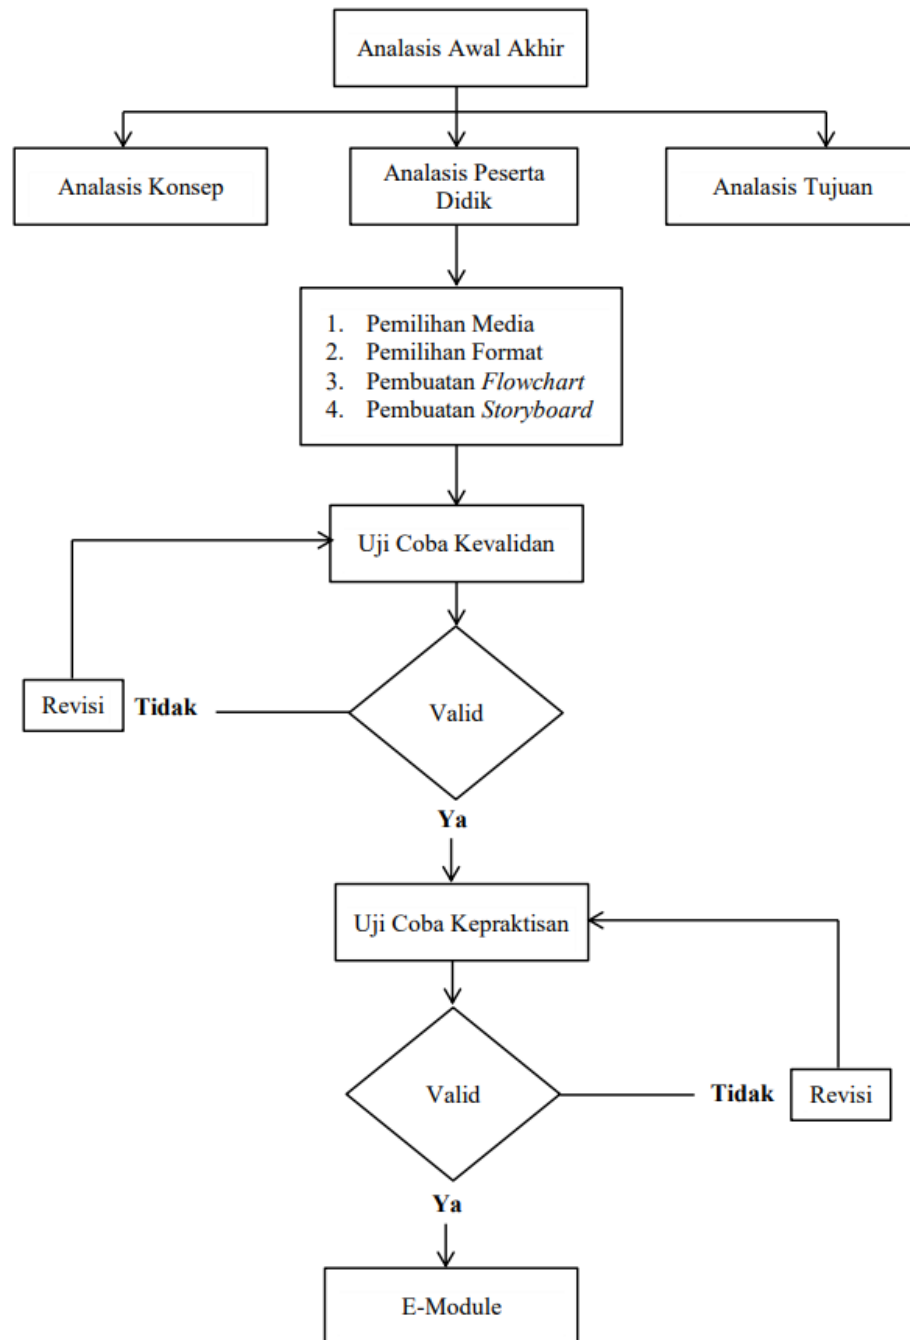 Analasis Awal Akhir
Analasis Konsep
Analasis Peserta
Didik
Analasis Tujuan
1. Pemilihan Media
2. Pemilihan Format
3. Pembuatan Flowchart
4. Pembuatan Storyboard
Uji Coba Kevalidan
Revisi
Tidak
Valid
Ya
Uji Coba Kepraktisan
Valid
Tidak
Revisi
Ya
E-Module